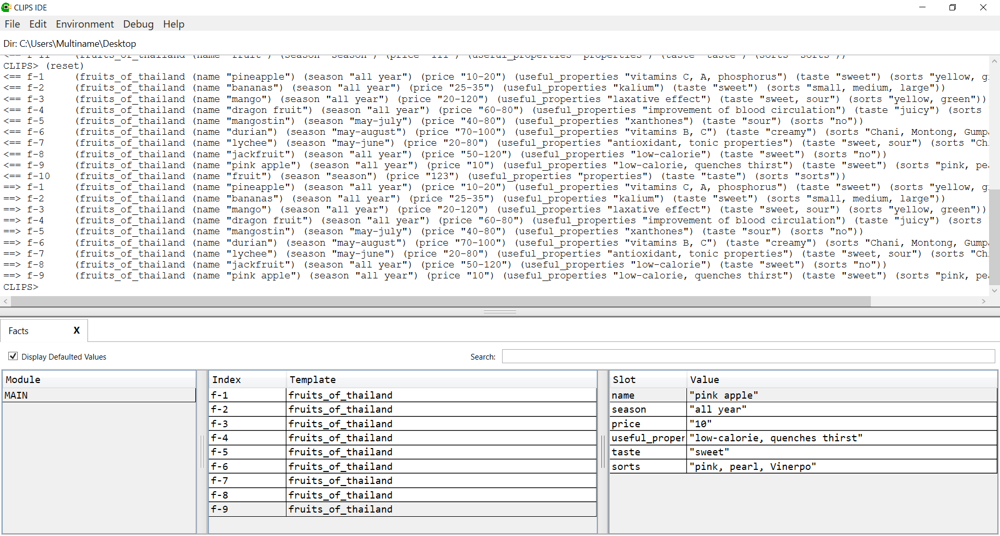 CLIPS IDE
File Edit Environment Debug Help
Dir: C:\Users\Multiname\Desktop
<== f-11 (fruits_of_thailand (name "fruit") (season "season") (price "111") (useful_properties "properties") (taste "taste") (sorts "sorts"))
CLIPS> (reset)
<== f-1 (fruits_of_thailand (name "pineapple") (season "all year") (price "10-20") (useful_properties "vitamins C, A, phosphorus") (taste "sweet") (sorts "yellow,
<== f-2 (fruits_of_thailand (name "bananas") (season "all year") (price "25-35") (useful_properties "kalium") (taste "sweet") (sorts "small, medium, large"))
<== f-3 (fruits_of_thailand (name "mango") (season "all year") (price "20-120") (useful_properties "laxative effect") (taste "sweet, sour") (sorts "yellow, green"))
<== f-4 (fruits_of_thailand (name "dragon fruit") (season "all year") (price "60-80") (useful_properties "improvement of blood circulation") (taste "juicy") (sorts
<== f-5 (fruits_of_thailand (name "mangostin") (season "may-july") (price "40-80") (useful_properties "xanthones") (taste "sour") (sorts "no"))
<== f-6 (fruits_of_thailand (name "durian") (season "may-august") (price "70-100") (useful_properties "vitamins B, C") (taste "creamy") (sorts "Chani, Montong, Gump
<== f-7 (fruits_of_thailand (name "lychee") (season "may-june") (price "20-80") (useful_properties "antioxidant, tonic properties") (taste "sweet, sour") (sorts "Ch
<== f-8 (fruits_of_thailand (name "jackfruit") (season "all year") (price "50-120") (useful_properties "low-calorie") (taste "sweet") (sorts "no"))
<== f-9 (fruits_of_thailand (name "pink apple") (season "all year") (price "10") (useful_properties "low-calorie, quenches thirst") (taste "sweet") (sorts "pink, pe
<== f-10 (fruits_of_thailand (name "fruit") (season "season") (price "123") (useful_properties "properties") (taste "taste") (sorts "sorts"))
==> f-1 (fruits_of_thailand (name "pineapple") (season "all year") (price "10-20") (useful_properties "vitamins C, A, phosphorus") (taste "sweet") (sorts "yellow,
==> f-2 (fruits_of_thailand (name "bananas") (season "all year") (price "25-35") (useful_properties "kalium") (taste "sweet") (sorts "small, medium, large"))
==> f-3 (fruits_of_thailand (name "mango") (season "all year") (price "20-120") (useful_properties "laxative effect") (taste "sweet, sour") (sorts "yellow, green"))
==> f-4 (fruits_of_thailand (name "dragon fruit") (season "all year") (price "60-80") (useful_properties "improvement of blood circulation") (taste "juicy") (sorts
==> f-5 (fruits_of_thailand (name "mangostin") (season "may-july") (price "40-80") (useful_properties "xanthones") (taste "sour") (sorts "no"))
==> f-6 (fruits_of_thailand (name "durian") (season "may-august") (price "70-100") (useful_properties "vitamins B, C") (taste "creamy") (sorts "Chani, Montong, Gump
==> f-7 (fruits_of_thailand (name "lychee") (season "may-june") (price "20-80") (useful_properties "antioxidant, tonic properties") (taste "sweet, sour") (sorts "Ch
==> f-8 (fruits_of_thailand (name "jackfruit") (season "all year") (price "50-120") (useful_properties "low-calorie") (taste "sweet") (sorts "no"))
==> f-9 (fruits_of_thailand (name "pink apple") (season "all year") (price "10") (useful_properties "low-calorie, quenches thirst") (taste "sweet") (sorts "pink, pe
CLIPS>
Facts X
Display Defaulted Values Search:
Module Index Template Slot Value
MAIN f-1 fruits_of_thailand name "pink apple"
f-2 fruits_of_thailand season "all year"
f-3 fruits_of_thailand price "10"
f-4 fruits_of_thailand useful_proper "low-calorie, quenches thirst"
f-5 fruits_of_thailand taste "sweet"
f-6 fruits_of_thailand sorts "pink, pearl, Vinerpo"
f-7 fruits_of_thailand
f-8 fruits_of_thailand
f-9 fruits_of_thailand